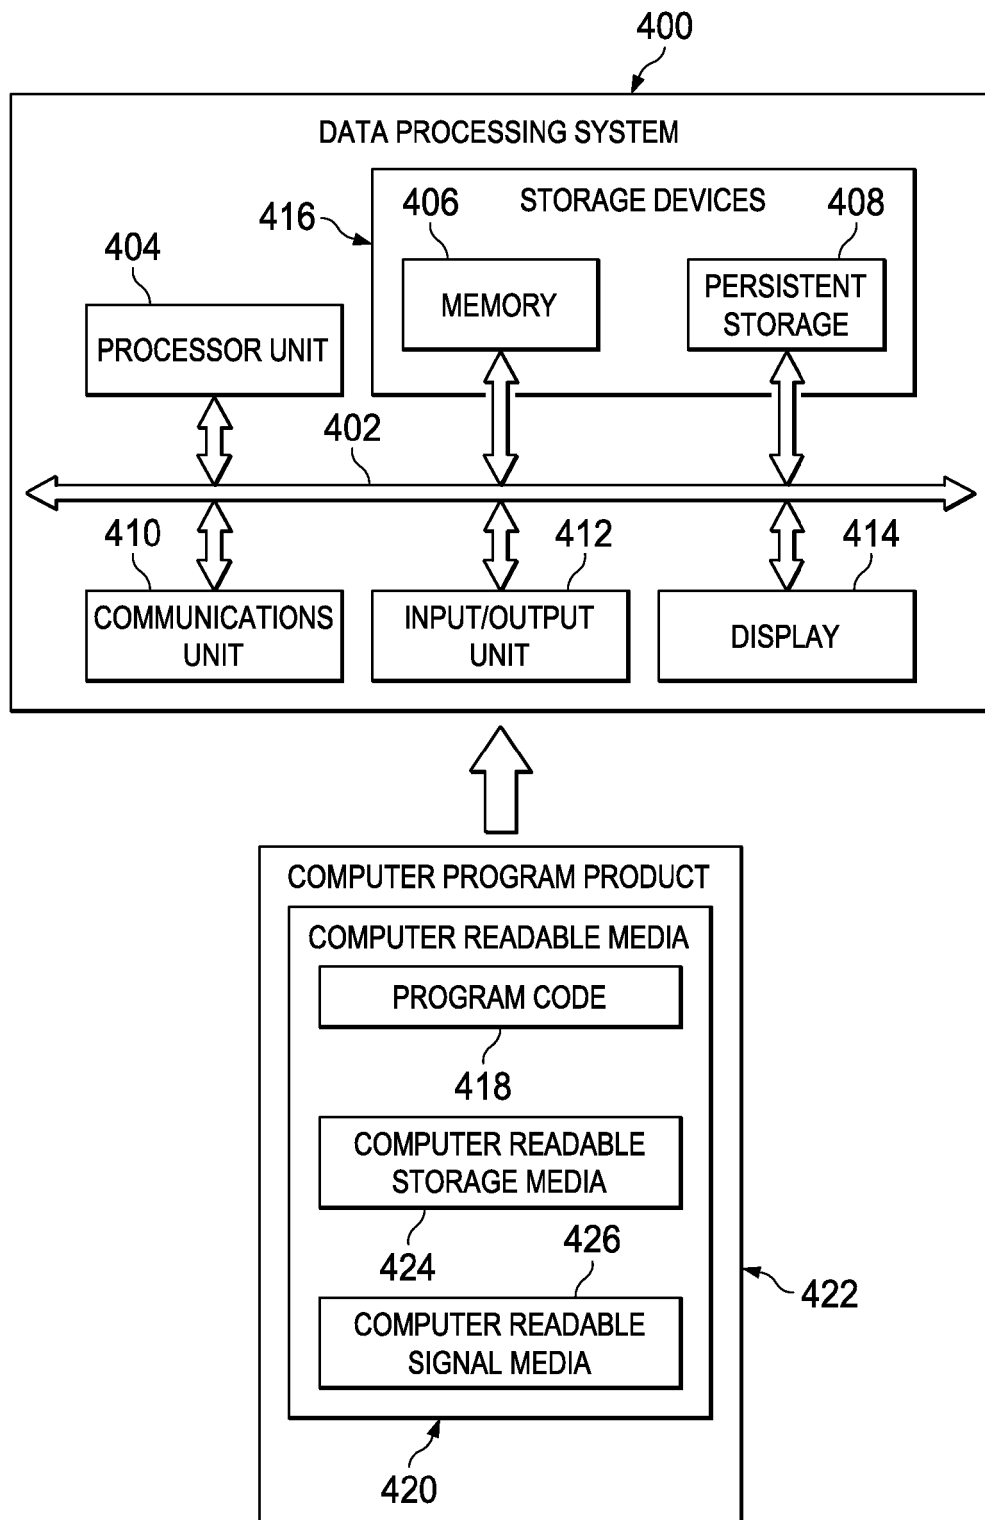 400
DATA PROCESSING SYSTEM
416
406
STORAGE DEVICES
408
404
MEMORY
PERSISTENT
STORAGE
PROCESSOR UNIT
402
410
412
414
COMMUNICATIONS
UNIT
INPUT/OUTPUT
UNIT
DISPLAY
COMPUTER PROGRAM PRODUCT
COMPUTER READABLE MEDIA
PROGRAM CODE
418
COMPUTER READABLE
STORAGE MEDIA
424
426
422
COMPUTER READABLE
SIGNAL MEDIA
420